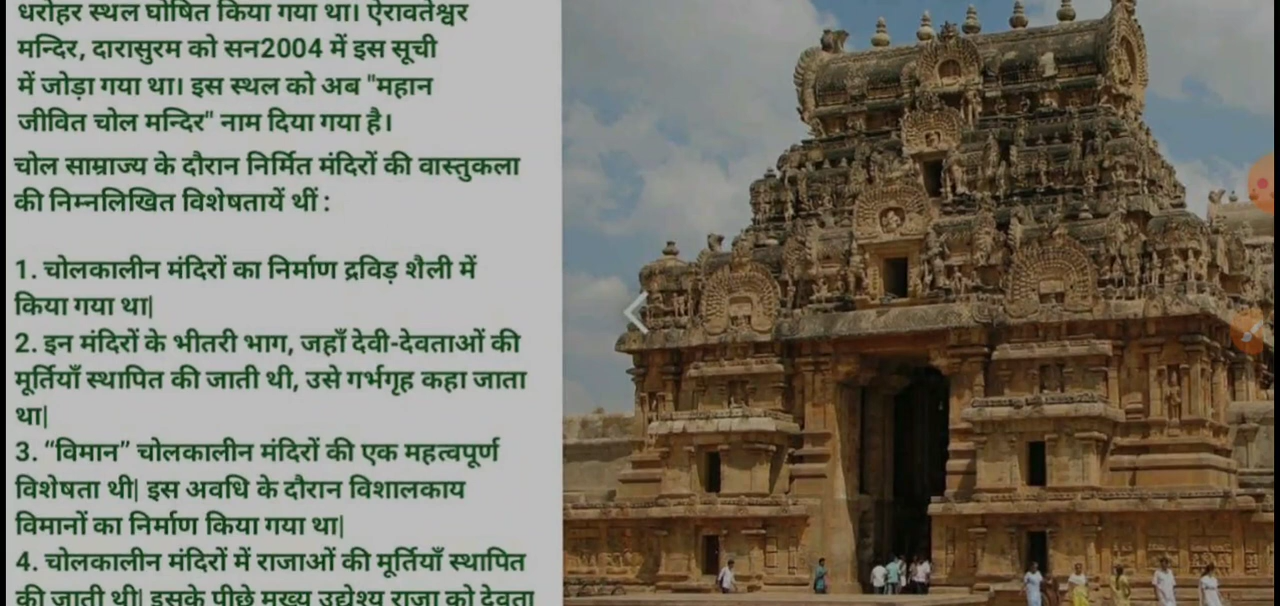 धरोहर स्थल घोषित किया गया था। ऐरावतेश्वर
मन्दिर, दारासुरम को सन2004 में इस सूची
में जोड़ा गया था। इस स्थल को अब "महान
जीवित चोल मन्दिर" नाम दिया गया है।
चोल साम्राज्य के दौरान निर्मित मंदिरों की वास्तुकला
की निम्नलिखित विशेषतायें थीं :
1. चोलकालीन मंदिरों का निर्माण द्रविड़ शैली में
किया गया था|
2. इन मंदिरों के भीतरी भाग, जहाँ देवी-देवताओं की
मूर्तियाँ स्थापित की जाती थी, उसे गर्भगृह कहा जाता
था|
3. “विमान” चोलकालीन मंदिरों की एक महत्वपूर्ण
विशेषता थी| इस अवधि के दौरान विशालकाय
विमानों का निर्माण किया गया था|
4. चोलकालीन मंदिरों में राजाओं की मूर्तियाँ स्थापित
की जाती थी| इसके पीछे मुख्य उद्देश्य राजा को देवता